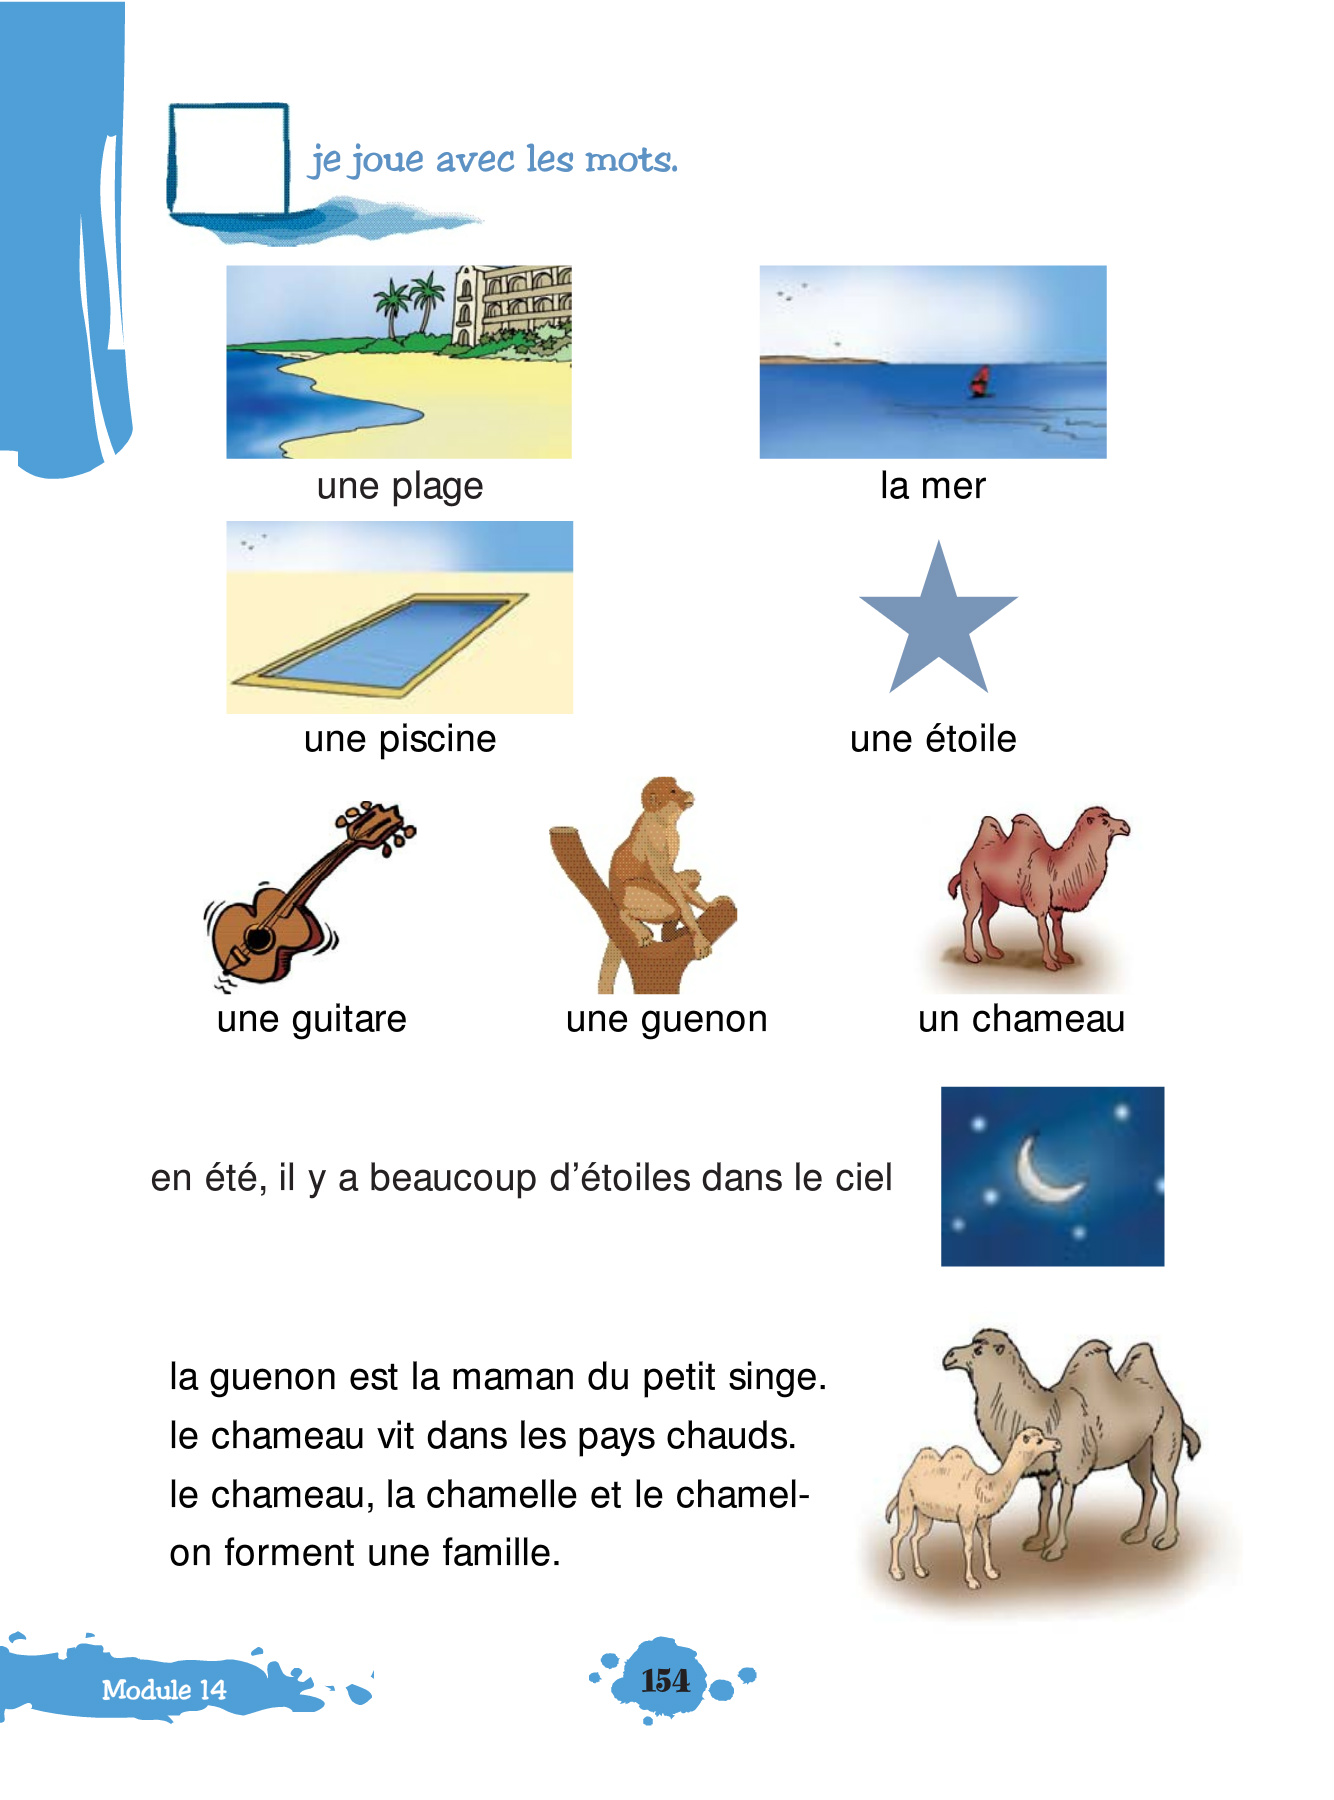 je joue avec les mots.
une plage
la mer
une piscine
une étoile
une guitare
une guenon
un chameau
en été, il y a beaucoup d'étoiles dans le ciel
la guenon est la maman du petit singe.
le chameau vit dans les pays chauds.
le chameau, la chamelle et le chamel-
on forment une famille.
Module 14
154